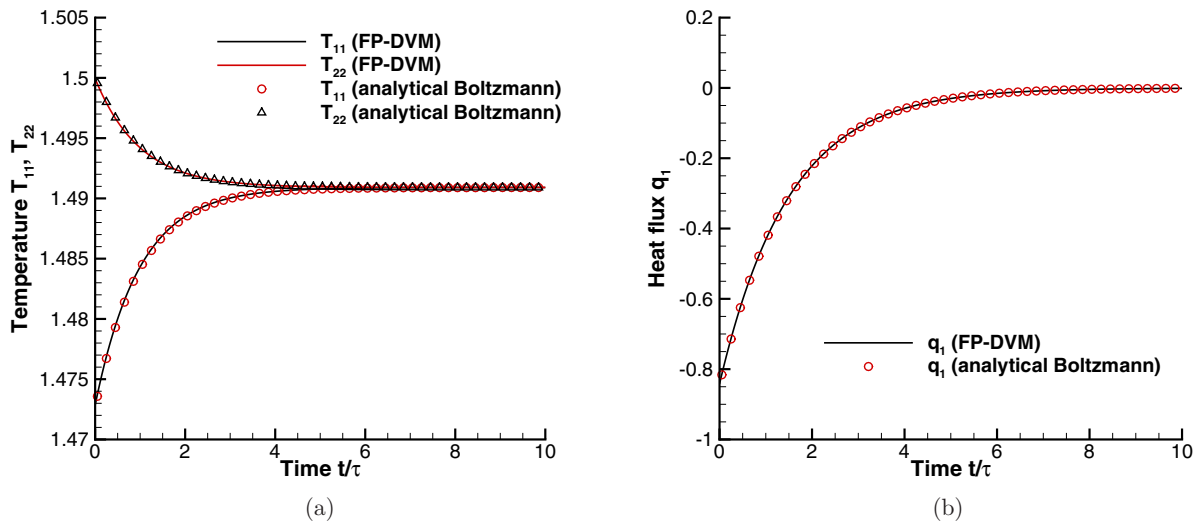 1.505
1.5
1.495
1.49
1.485
1.48
1.475
1.47
Temperature T11, T22
T11 (FP-DVM)
T22 (FP-DVM)
T11 (analytical Boltzmann)
T22 (analytical Boltzmann)
0 2 4 6 8 10
Time t/τ
(a)
0.2
0
-0.2
-0.4
-0.6
-0.8
-1
Heat flux q1
q1 (FP-DVM)
q1 (analytical Boltzmann)
0 2 4 6 8 10
Time t/τ
(b)